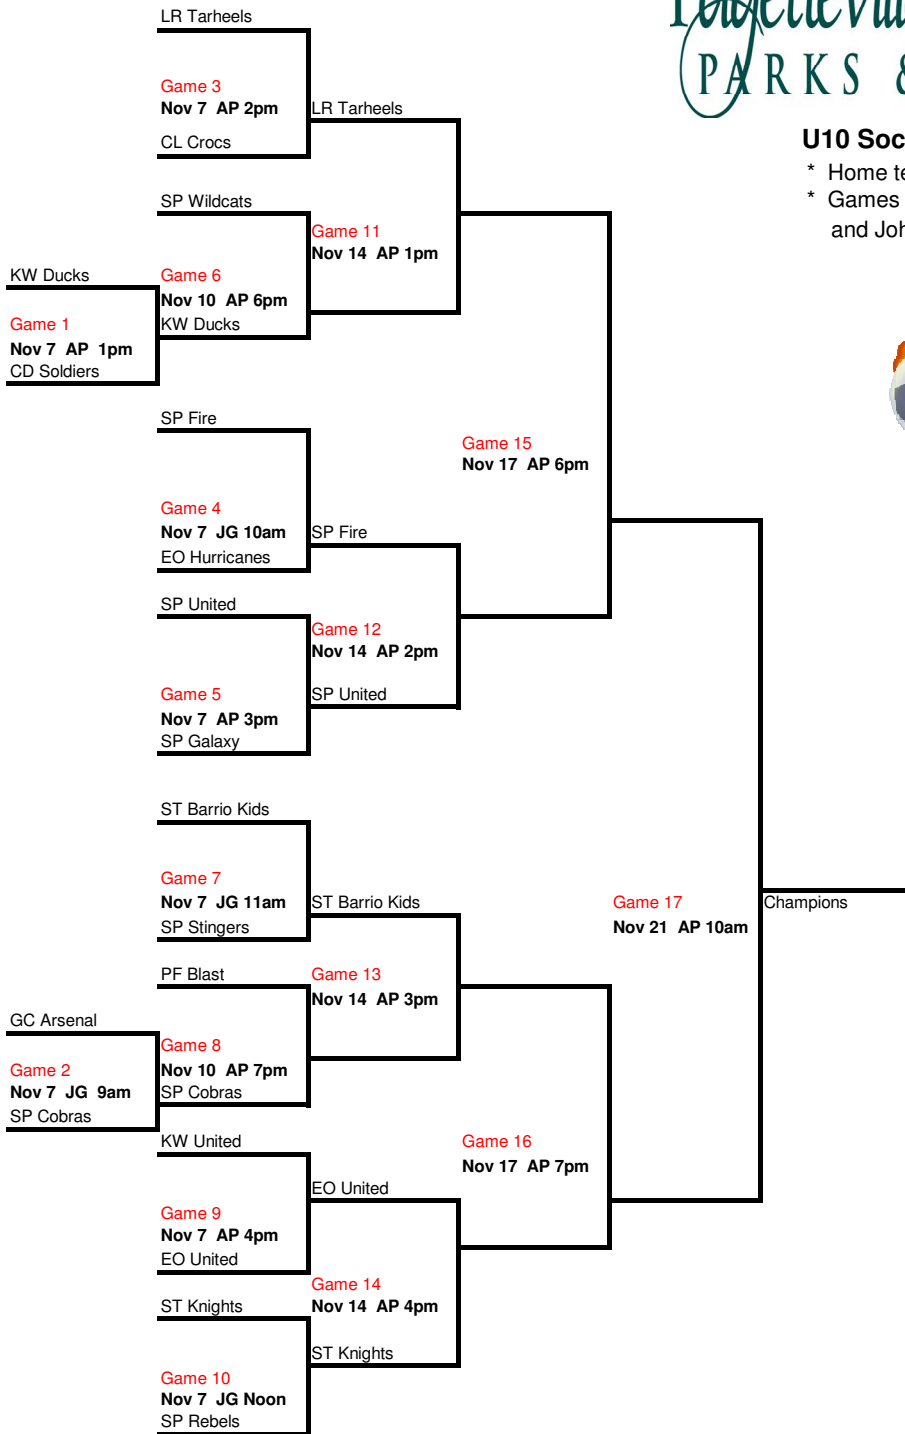 LR Tarheels
Game 3
Nov 7 AP 2pm
LR Tarheels
CL Crocs
PARKS &
U10 Soc
* Home te
* Games
and Joh
SP Wildcats
Game 11
Nov 14 AP 1pm
KW Ducks
Game 6
Nov 10 AP 6pm
KW Ducks
Game 1
Nov 7 AP 1pm
CD Soldiers
SP Fire
Game 15
Nov 17 AP 6pm
Game 4
Nov 7 JG 10am
SP Fire
EO Hurricanes
SP United
Game 12
Nov 14 AP 2pm
Game 5
SP United
Nov 7 AP 3pm
SP Galaxy
ST Barrio Kids
Game 7
Nov 7 JG 11am
ST Barrio Kids
SP Stingers
Game 17
Nov 21 AP 10am
Champions
PF Blast
Game 13
Nov 14 AP 3pm
GC Arsenal
Game 8
Nov 10 AP 7pm
SP Cobras
Game 2
Nov 7 JG 9am
SP Cobras
KW United
Game 16
Nov 17 AP 7pm
EO United
Game 9
Nov 7 AP 4pm
EO United
Game 14
Nov 14 AP 4pm
ST Knights
ST Knights
Game 10
Nov 7 JG Noon
SP Rebels